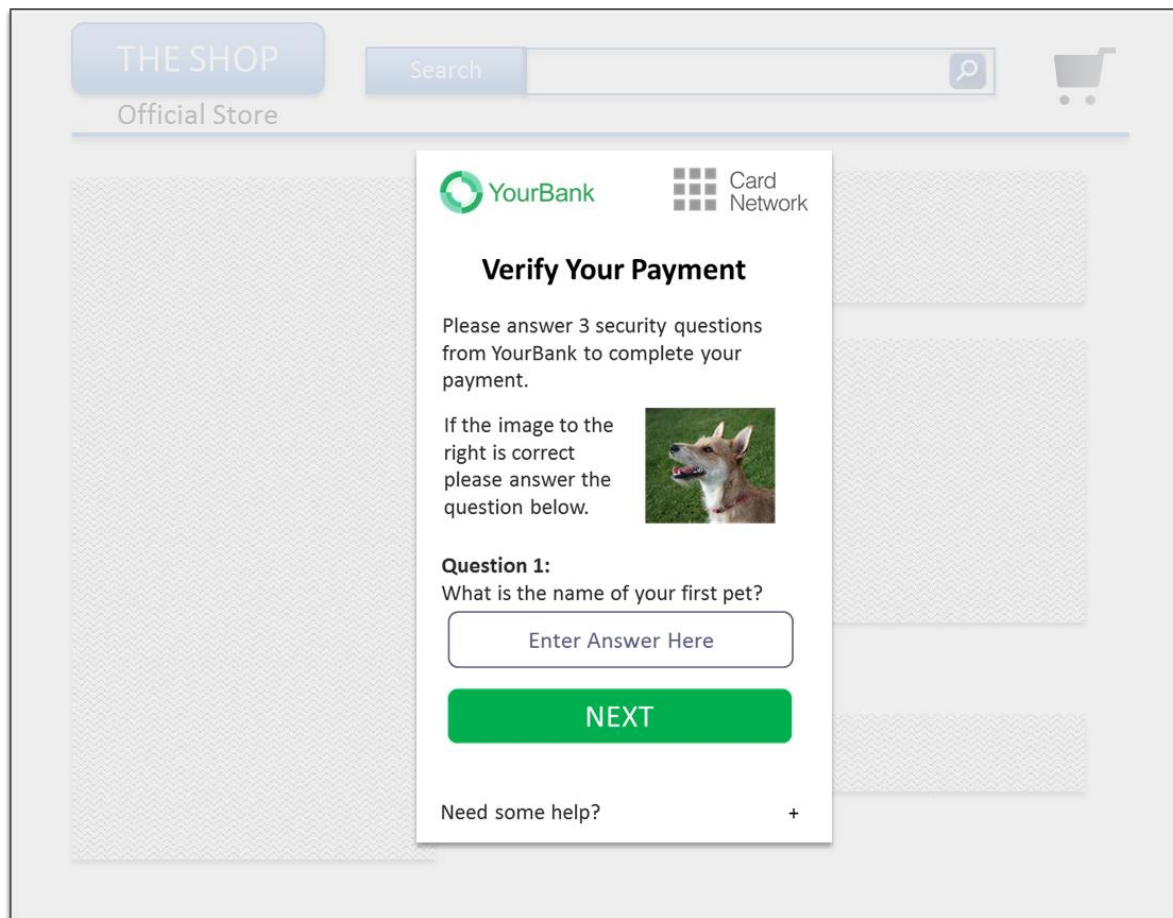 THE SHOP
Search
Official Store
YourBank
Card
Network
Verify Your Payment
Please answer 3 security questions
from YourBank to complete your
payment.
If the image to the
right is correct
please answer the
question below.
Question 1:
What is the name of your first pet?
Enter Answer Here
NEXT
Need some help? +